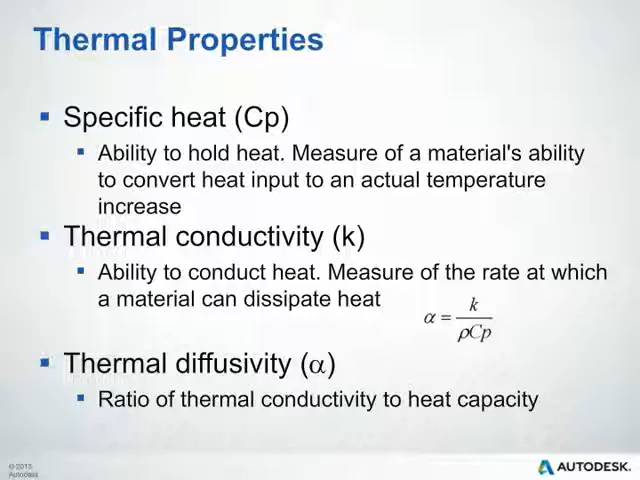 Thermal Properties
▪ Specific heat (Cp)
▪ Ability to hold heat. Measure of a material's ability
to convert heat input to an actual temperature
increase
▪ Thermal conductivity (k)
▪ Ability to conduct heat. Measure of the rate at which
a material can dissipate heat
α = k / ρCp
▪ Thermal diffusivity (α)
▪ Ratio of thermal conductivity to heat capacity
© 2015
Autodesk
AUTODESK.